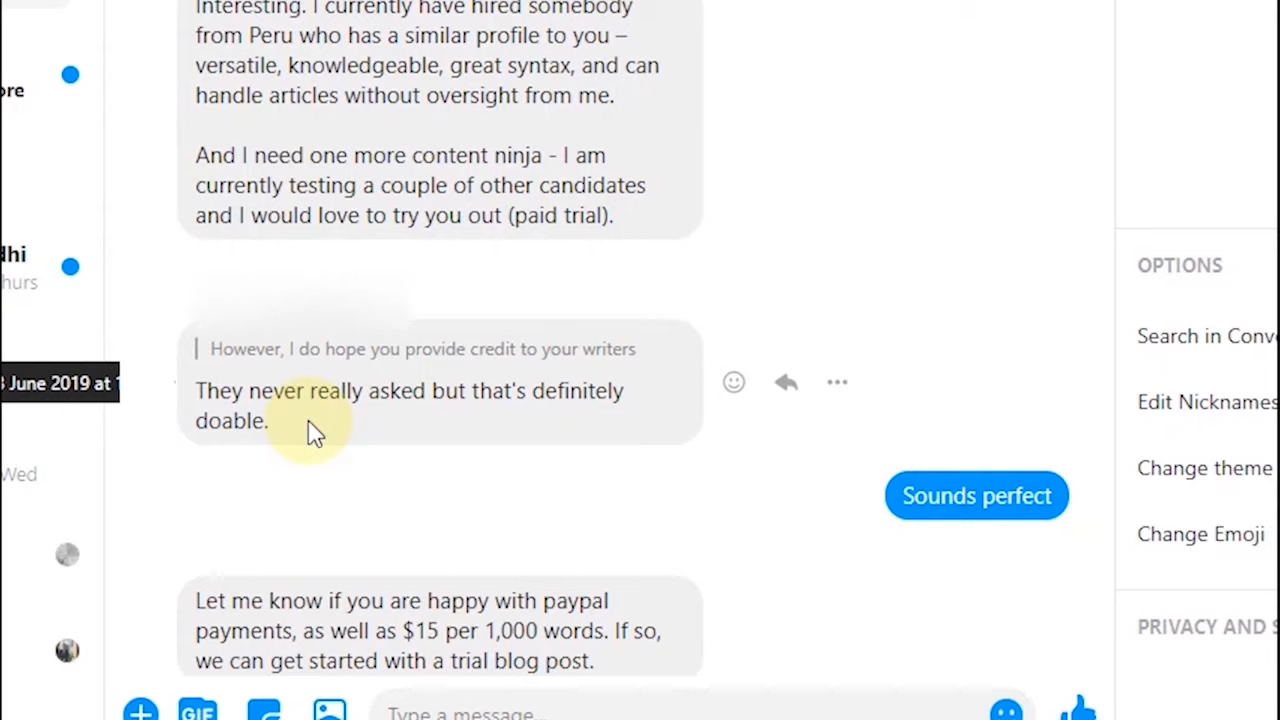 Interesting. I currently have hired somebody
from Peru who has a similar profile to you –
versatile, knowledgeable, great syntax, and can
handle articles without oversight from me.
And I need one more content ninja - I am
currently testing a couple of other candidates
and I would love to try you out (paid trial).
ore
dhi
hurs
However, I do hope you provide credit to your writers
They never really asked but that's definitely
doable.
June 2019 at
Wed
Sounds perfect
Let me know if you are happy with paypal
payments, as well as $15 per 1,000 words. If so,
we can get started with a trial blog post.
GIF
Type a message...
OPTIONS
Search in Conv
Edit Nicknames
Change theme
Change Emoji
PRIVACY AND